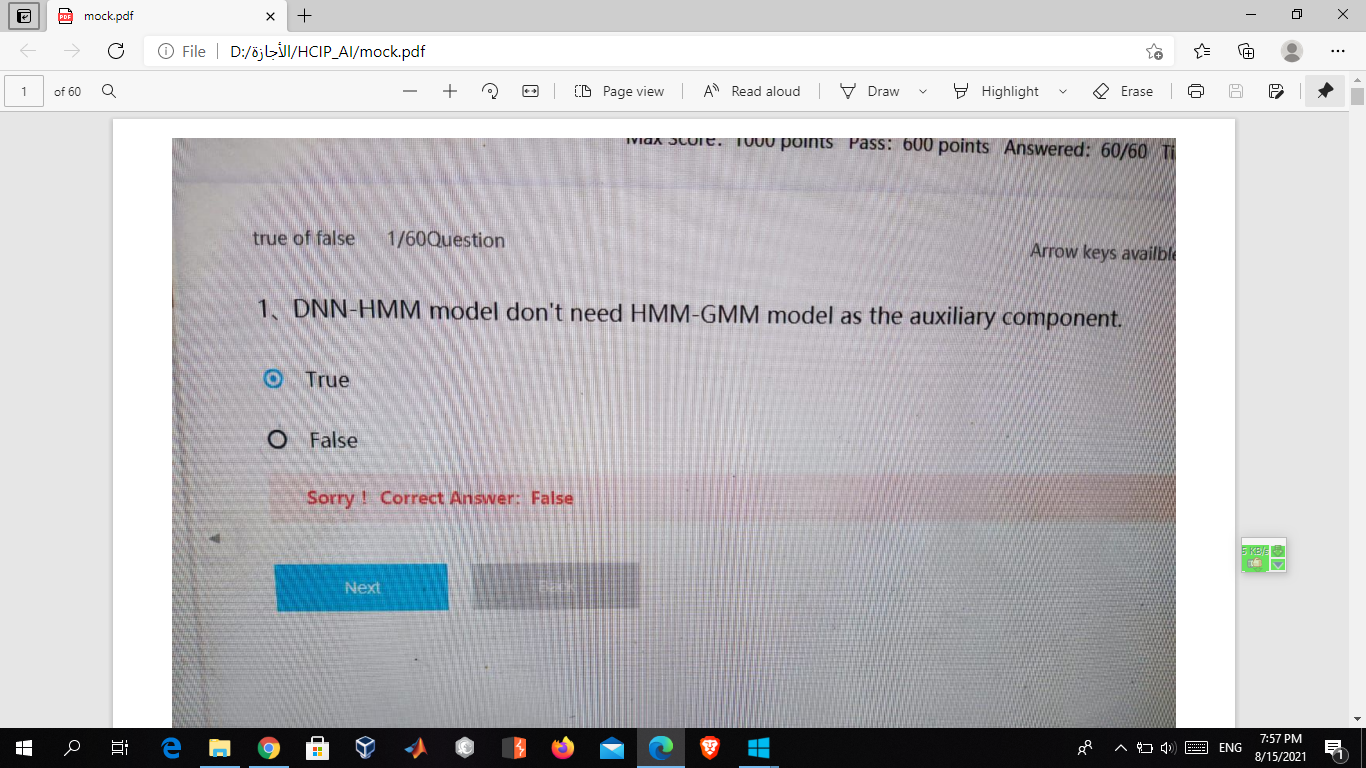 mock.pdf
File
D:/الأجازة/HCIP_AI/mock.pdf
1
of 60
Page view
Read aloud
Draw
Highlight
Erase
Max Score: 1000 points Pass: 600 points Answered: 60/60 Ti
true of false 1/60Question
Arrow keys availble
1、DNN-HMM model don't need HMM-GMM model as the auxiliary component.
True
False
Sorry！ Correct Answer: False
Next
Back
5 KB/s
ENG
7:57 PM
8/15/2021
1